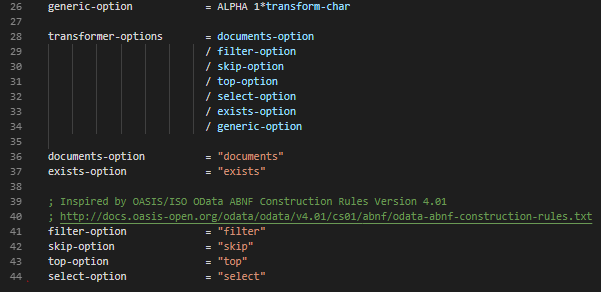 26 generic-option = ALPHA 1*transform-char
27
28 transformer-options = documents-option
29 / filter-option
30 / skip-option
31 / top-option
32 / select-option
33 / exists-option
34 / generic-option
35
36 documents-option = "documents"
37 exists-option = "exists"
38
39 ; Inspired by OASIS/ISO OData ABNF Construction Rules Version 4.01
40 ; http://docs.oasis-open.org/odata/odata/v4.01/cs01/abnf/odata-abnf-construction-rules.txt
41 filter-option = "filter"
42 skip-option = "skip"
43 top-option = "top"
44 select-option = "select"